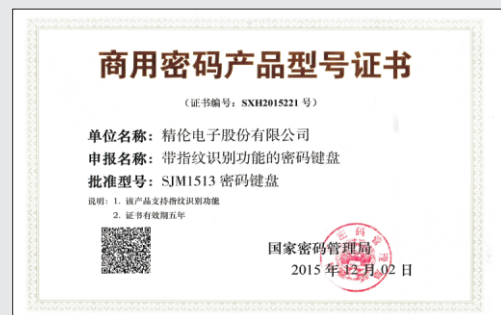 商用密码产品型号证书
（证书编号：SXH2015221 号）
单位名称：精伦电子股份有限公司
申报名称：带指纹识别功能的密码键盘
批准型号：SJM1513 密码键盘
说明：1. 该产品支持指纹识别功能
2. 证书有效期五年
国家密码管理局
2015 年 12 月 02 日